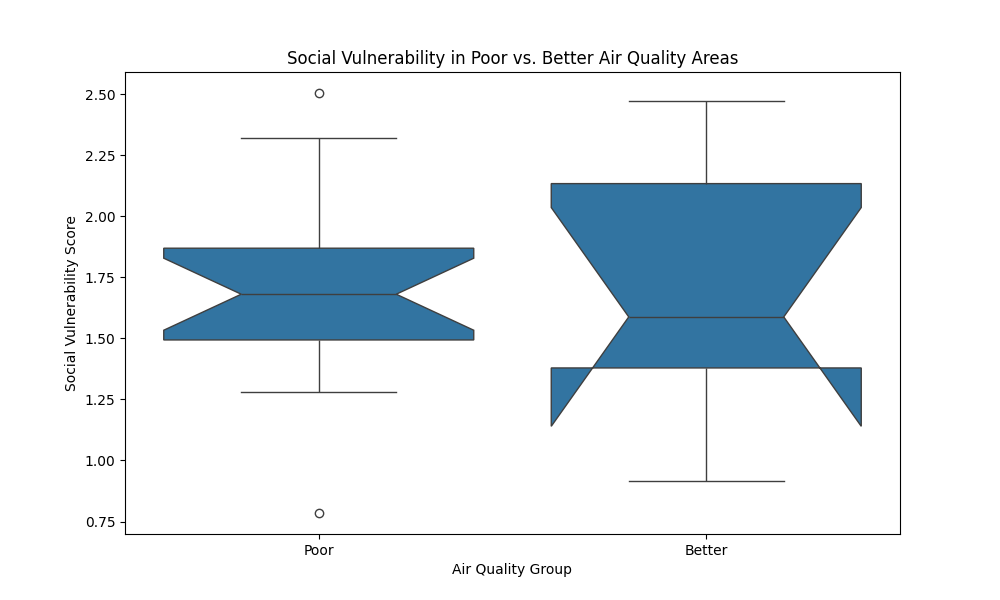 Social Vulnerability in Poor vs. Better Air Quality Areas
Social Vulnerability Score
2.50
2.25
2.00
1.75
1.50
1.25
1.00
0.75
Poor
Better
Air Quality Group